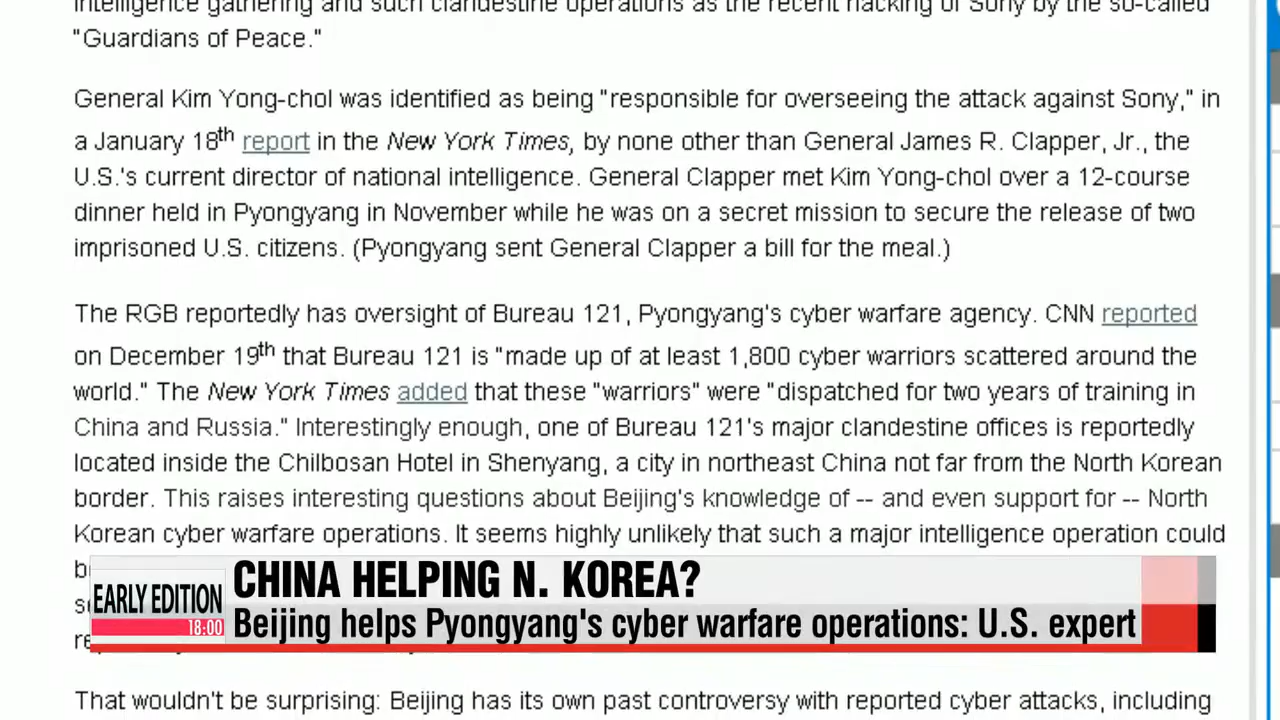 intelligence gathering and such clandestine operations as the recent hacking of Sony by the so-called
"Guardians of Peace."
General Kim Yong-chol was identified as being "responsible for overseeing the attack against Sony," in
a January 18th report in the New York Times, by none other than General James R. Clapper, Jr., the
U.S.'s current director of national intelligence. General Clapper met Kim Yong-chol over a 12-course
dinner held in Pyongyang in November while he was on a secret mission to secure the release of two
imprisoned U.S. citizens. (Pyongyang sent General Clapper a bill for the meal.)
The RGB reportedly has oversight of Bureau 121, Pyongyang's cyber warfare agency. CNN reported
on December 19th that Bureau 121 is "made up of at least 1,800 cyber warriors scattered around the
world." The New York Times added that these "warriors" were "dispatched for two years of training in
China and Russia." Interestingly enough, one of Bureau 121's major clandestine offices is reportedly
located inside the Chilbosan Hotel in Shenyang, a city in northeast China not far from the North Korean
border. This raises interesting questions about Beijing's knowledge of -- and even support for -- North
Korean cyber warfare operations. It seems highly unlikely that such a major intelligence operation could
EARLY EDITION
18:00
CHINA HELPING N. KOREA?
Beijing helps Pyongyang's cyber warfare operations: U.S. expert
That wouldn't be surprising: Beijing has its own past controversy with reported cyber attacks, including